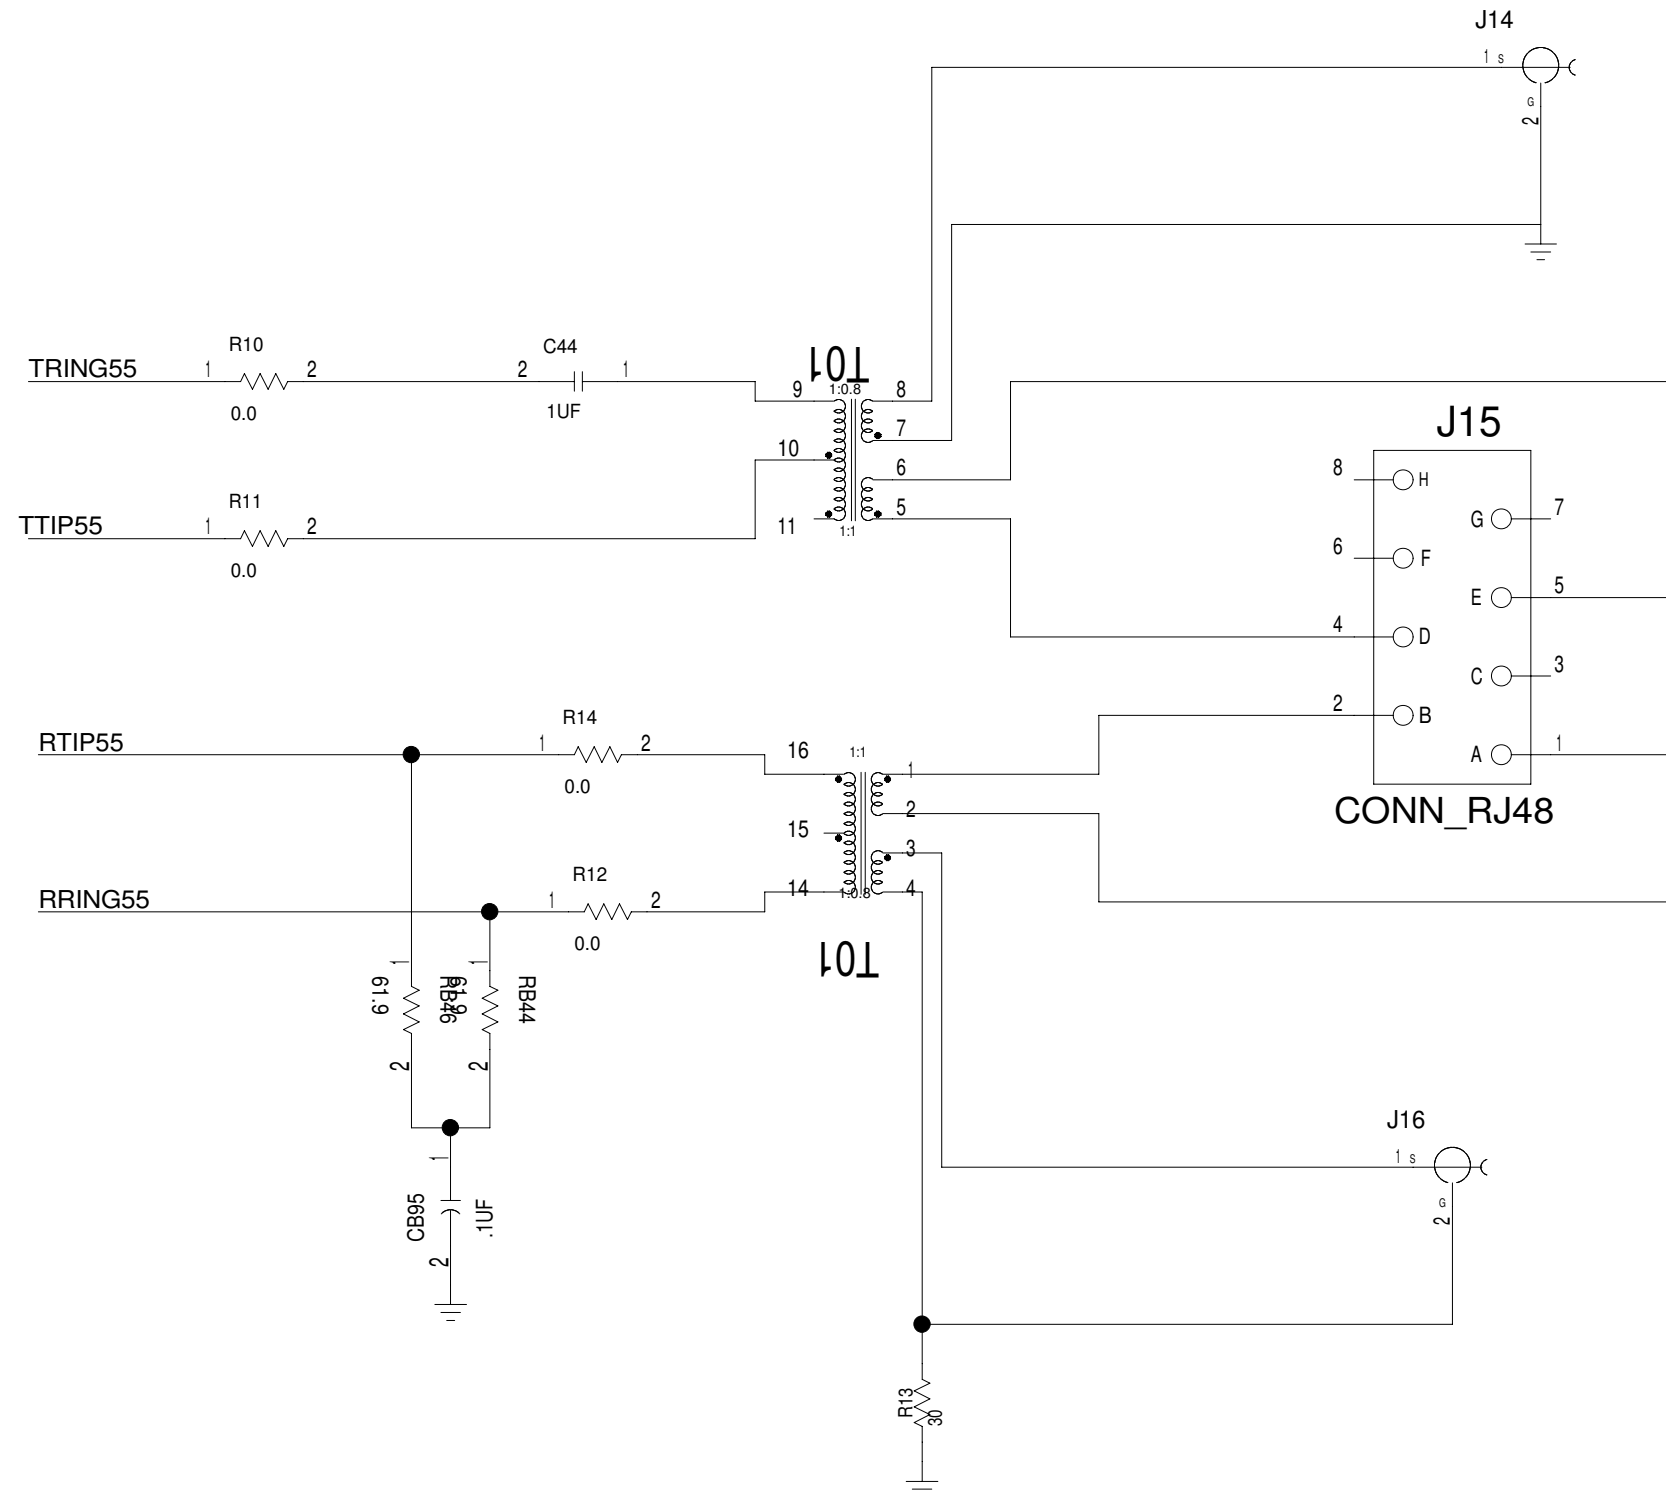 J14
1 S
G
2
TRING55
1
R10
2
0.0
2
C44
1
1UF
T01
1:0.8
9
8
7
10
6
5
11
1:1
TTIP55
1
R11
2
0.0
J15
8
H
G
7
6
F
E
5
4
D
C
3
2
B
A
1
CONN_RJ48
RTIP55
1
R14
2
0.0
16
1:1
1
2
15
3
14
1:0.8
4
T01
RRING55
1
R12
2
0.0
1
61.9
RB46
2
1
61.9
RB44
2
1
CB95
.1UF
2
J16
1 S
G
2
R13
30